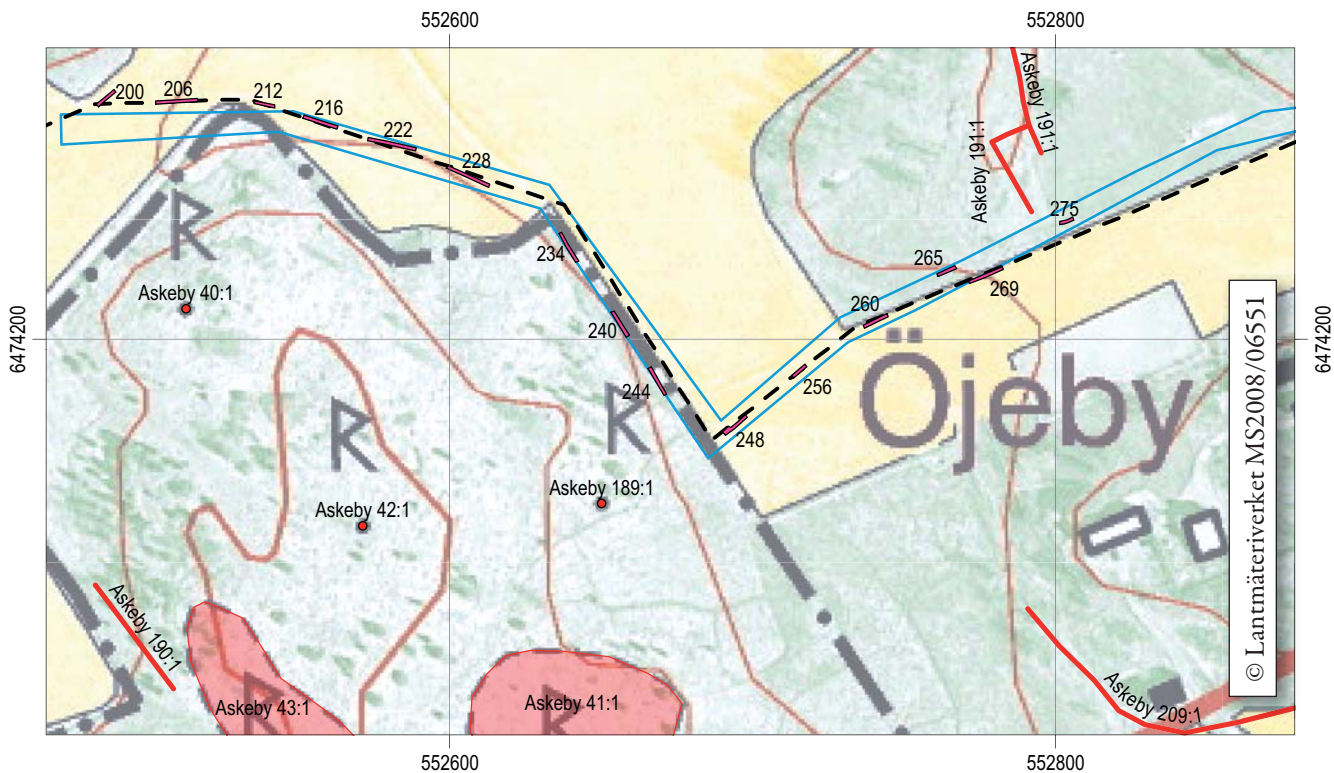 552600
552800
200
206
212
216
222
228
234
240
244
248
256
260
265
269
275
Askeby 191:1
Askeby 191:1
R
Askeby 40:1
6474200
6474200
Öjeby
R
R
Askeby 189:1
Askeby 42:1
Askeby 190:1
Askeby 43:1
R
Askeby 41:1
R
Askeby 209:1
© Lantmäteriverket MS2008/06551
552600
552800